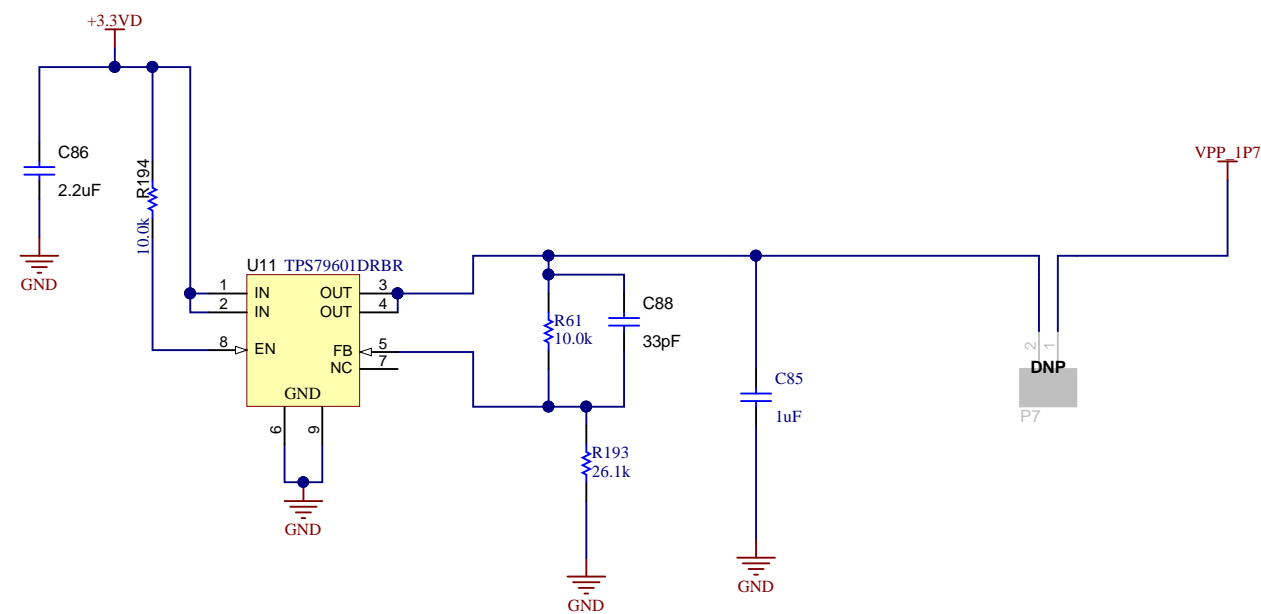 +3.3VD
C86
2.2uF
GND
R194
10.0k
U11 TPS79601DRBR
1 IN OUT 3
2 IN OUT 4
8 EN FB 5
NC 7
GND
6 9
GND
R61
10.0k
C88
33pF
R193
26.1k
GND
C85
1uF
GND
VPP_1P7
2 1
DNP
P7